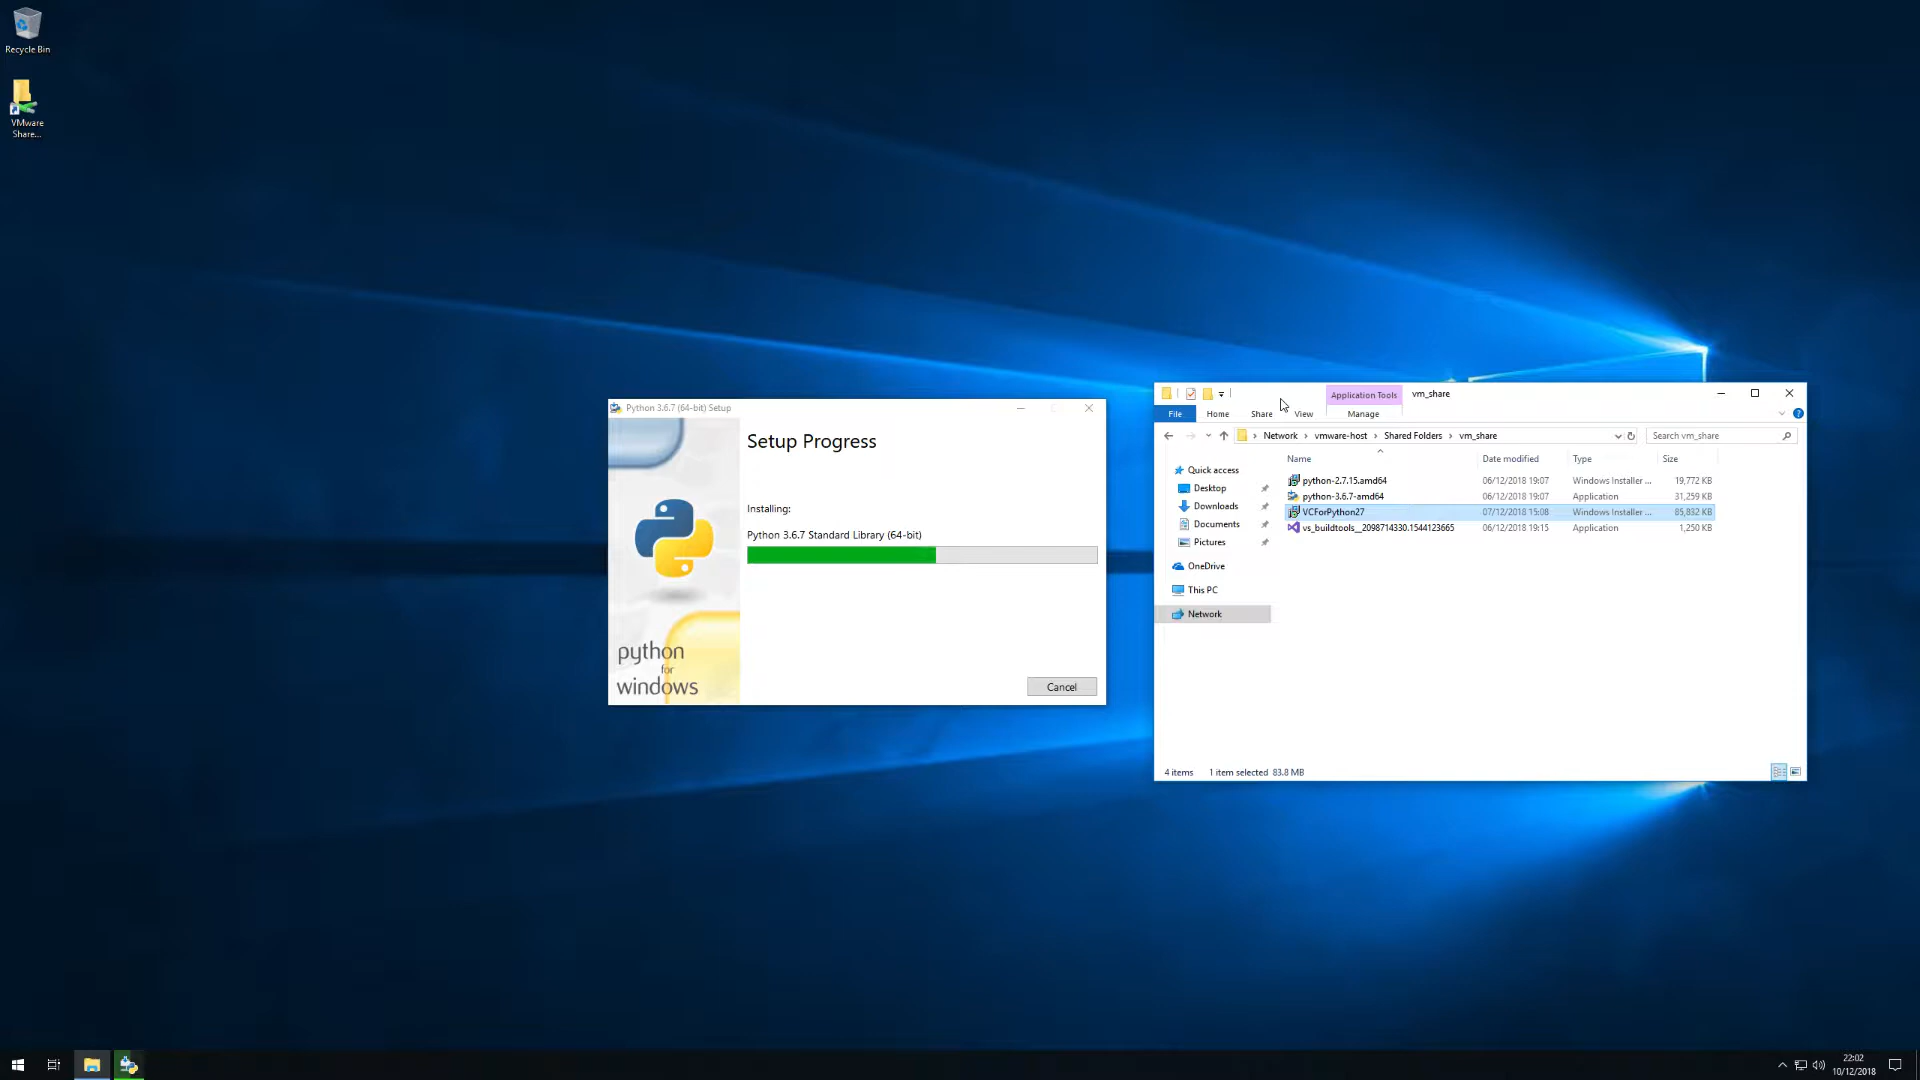 Recycle Bin
VMware
Share...
Python 3.6.7 (64-bit) Setup
Setup Progress
Installing:
Python 3.6.7 Standard Library (64-bit)
python
for
windows
Cancel
Application Tools
vm_share
File
Home
Share
View
Manage
Network
vmware-host
Shared Folders
vm_share
Search vm_share
Name
Date modified
Type
Size
Quick access
Desktop
Downloads
Documents
Pictures
OneDrive
This PC
Network
python-2.7.15.amd64 06/12/2018 19:07 Windows Installer ... 19,772 KB
python-3.6.7-amd64 06/12/2018 19:07 Application 31,259 KB
VCForPython27 07/12/2018 15:08 Windows Installer ... 85,832 KB
vs_buildtools__2098714330.1544123665 06/12/2018 19:15 Application 1,250 KB
4 items 1 item selected 83.8 MB
22:02
10/12/2018